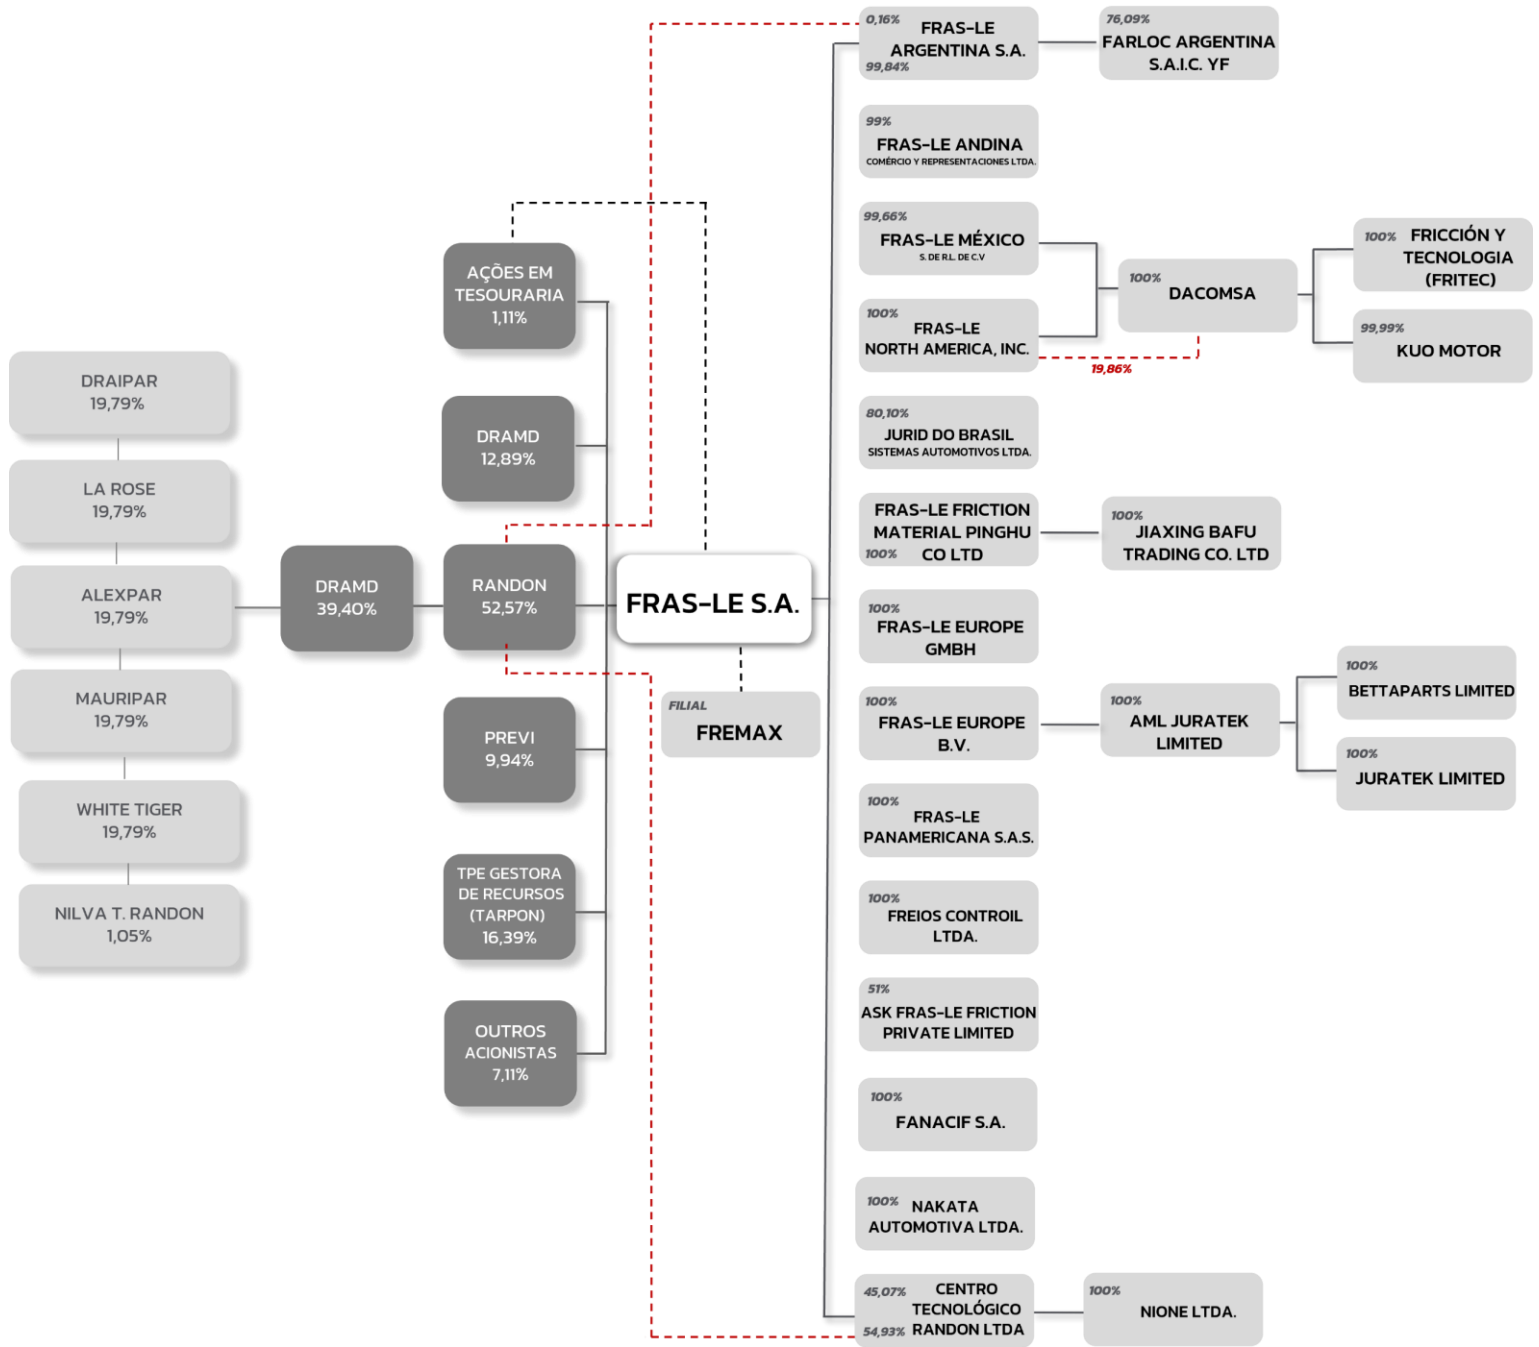 DRAIPAR
19,79%
LA ROSE
19,79%
ALEXPAR
19,79%
MAURIPAR
19,79%
WHITE TIGER
19,79%
NILVA T. RANDON
1,05%
DRAMD
39,40%
AÇÕES EM
TESOURARIA
1,11%
DRAMD
12,89%
RANDON
52,57%
PREVI
9,94%
TPE GESTORA
DE RECURSOS
(TARPON)
16,39%
OUTROS
ACIONISTAS
7,11%
FRAS-LE S.A.
FILIAL
FREMAX
0,16%
FRAS-LE
ARGENTINA S.A.
99,84%
76,09%
FARLOC ARGENTINA
S.A.I.C. YF
99%
FRAS-LE ANDINA
COMÉRCIO Y REPRESENTACIONES LTDA.
99,66%
FRAS-LE MÉXICO
S. DE R.L. DE C.V
100%
FRAS-LE
NORTH AMERICA, INC.
19,86%
100%
DACOMSA
100%
FRICCIÓN Y
TECNOLOGIA
(FRITEC)
99,99%
KUO MOTOR
80,10%
JURID DO BRASIL
SISTEMAS AUTOMOTIVOS LTDA.
FRAS-LE FRICTION
MATERIAL PINGHU
CO LTD
100%
100%
JIAXING BAFU
TRADING CO. LTD
100%
FRAS-LE EUROPE
GMBH
100%
FRAS-LE EUROPE
B.V.
100%
AML JURATEK
LIMITED
100%
BETTAPARTS LIMITED
100%
JURATEK LIMITED
100%
FRAS-LE
PANAMERICANA S.A.S.
100%
FREIOS CONTROIL
LTDA.
51%
ASK FRAS-LE FRICTION
PRIVATE LIMITED
100%
FANACIF S.A.
100%
NAKATA
AUTOMOTIVA LTDA.
45,07%
CENTRO
TECNOLÓGICO
54,93%
RANDON LTDA
100%
NIONE LTDA.